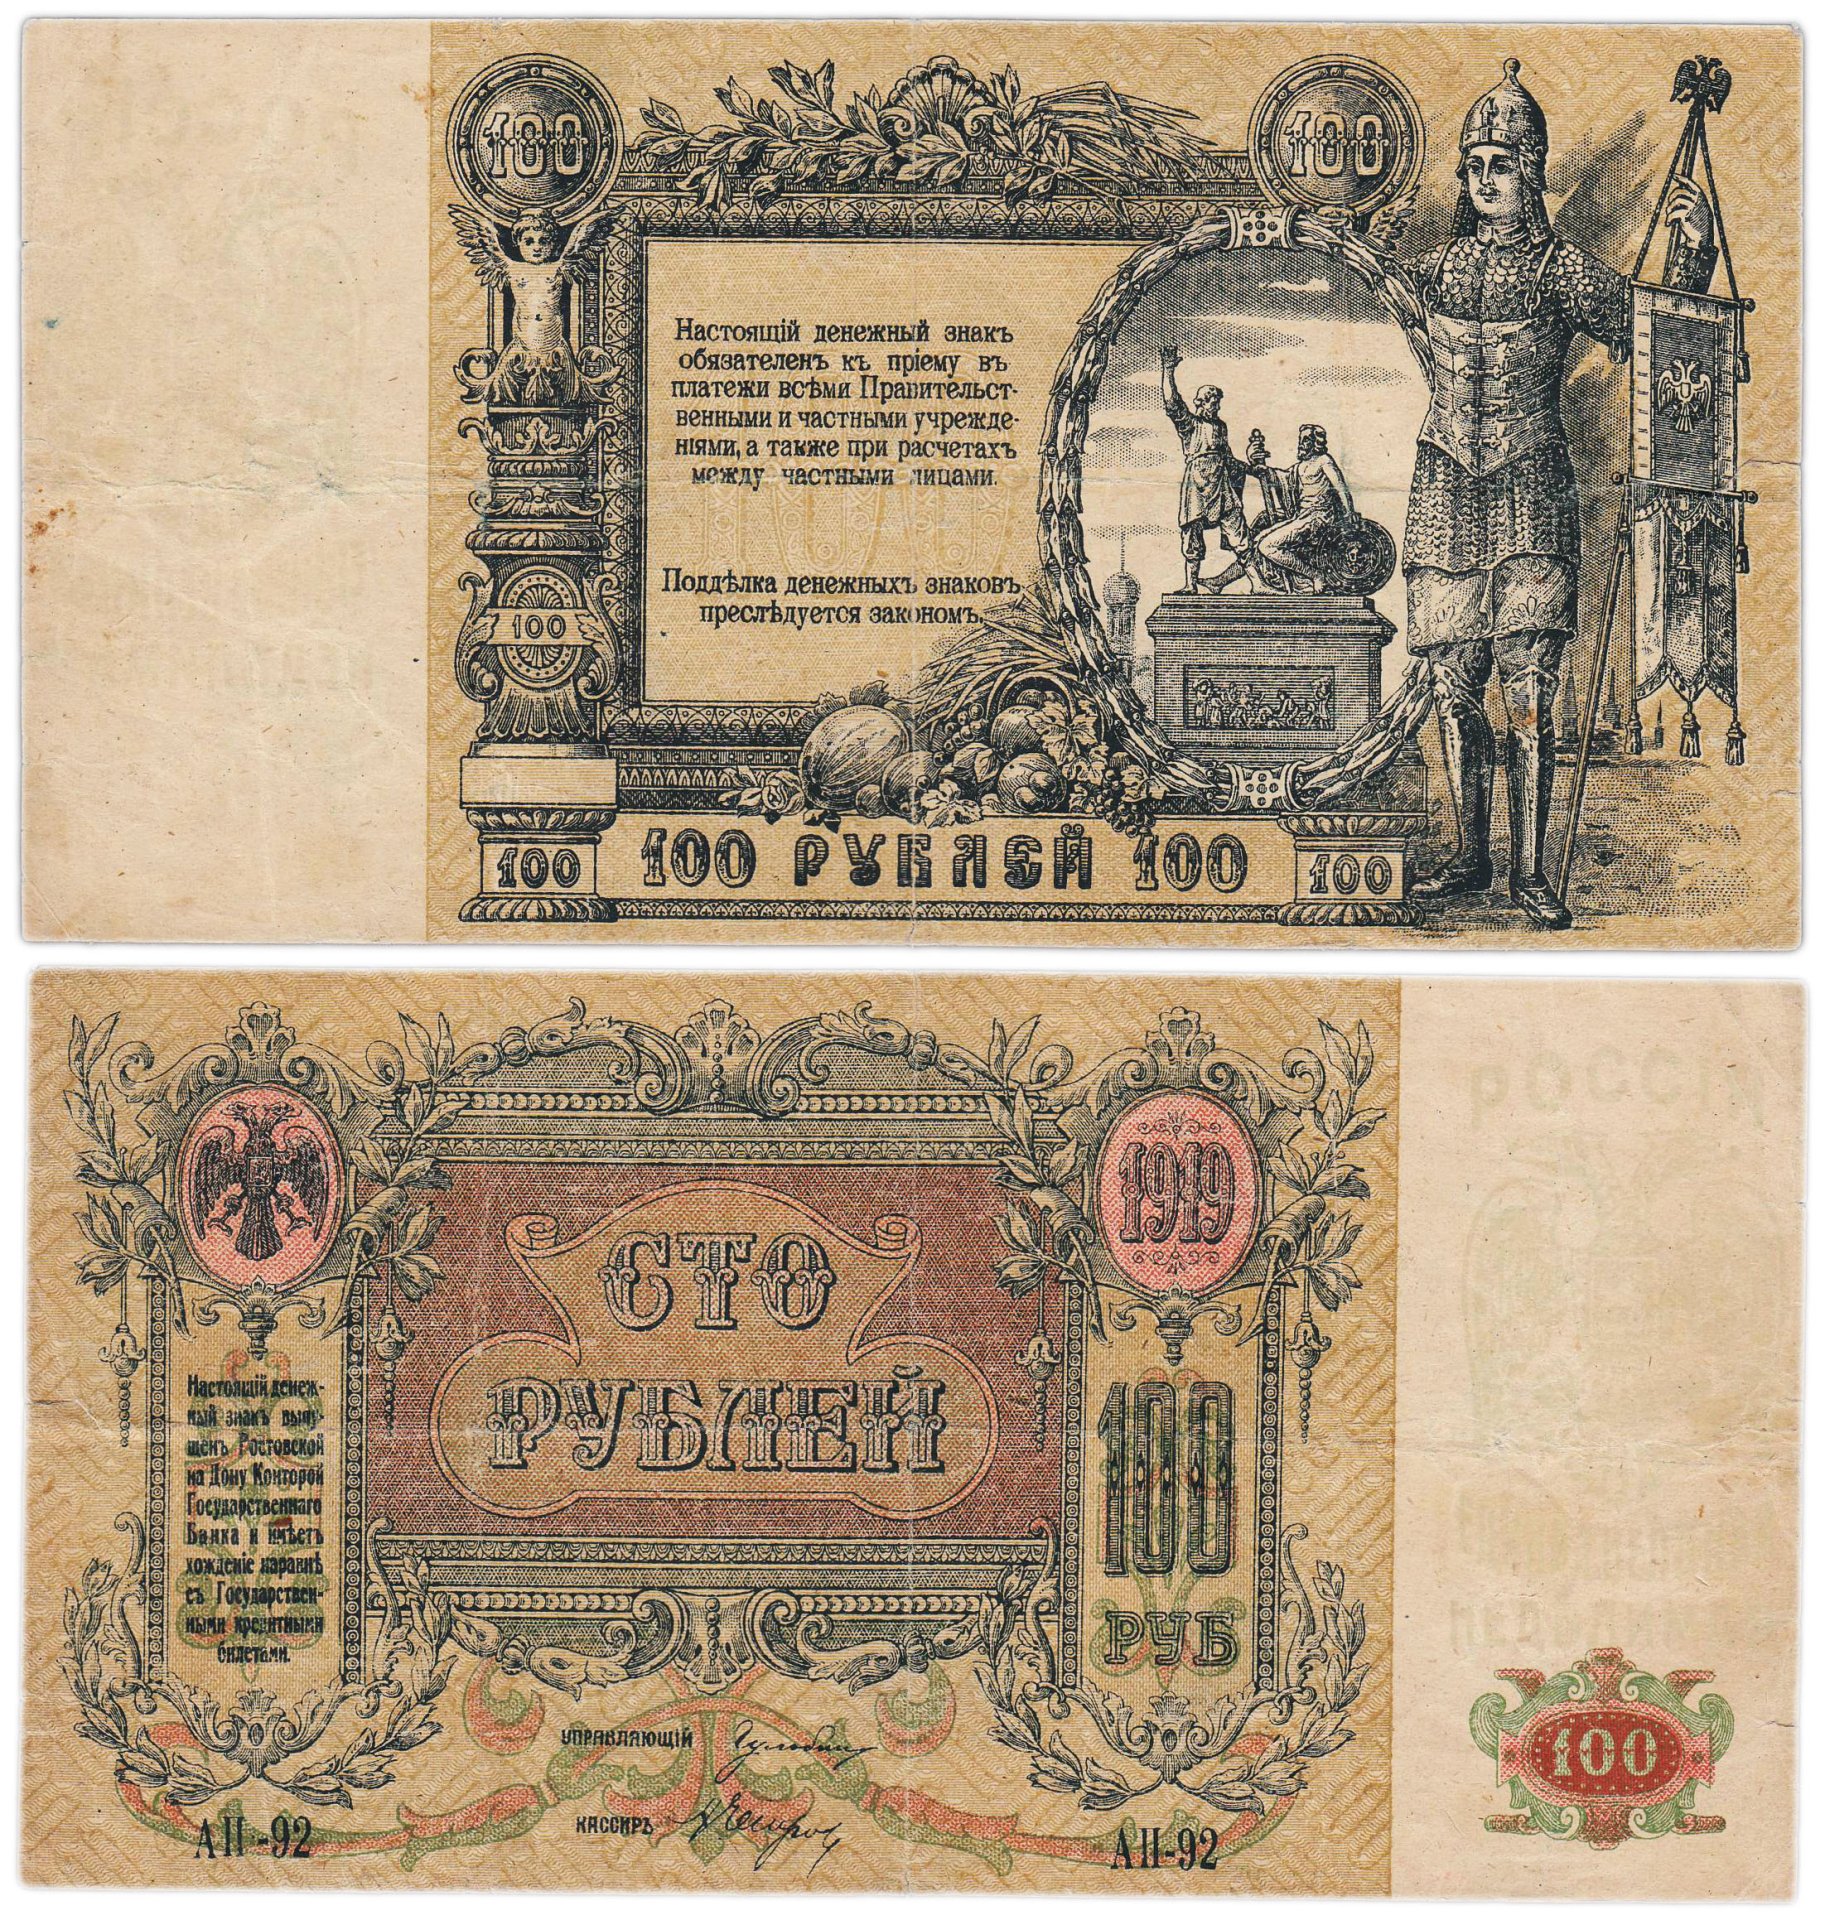 100
100
Настоящій денежный знакъ
обязателенъ къ пріему въ
платежи всѣми Правительст-
венными и частными учрежде-
ніями, а также при расчетахъ
между частными лицами.
Поддѣлка денежныхъ знаковъ
преслѣдуется закономъ.
100
100
100 РУБЛЕЙ 100
100
1919
СТО
РУБЛЕЙ
Настоящій денеж-
ный знакъ выпу-
щенъ Ростовской
на Дону Конторой
Государственнаго
Банка и имѣетъ
хожденіе наравнѣ
съ Государствен-
ными кредитными
билетами.
100
РУБ
УПРАВЛЯЮЩІЙ
КАССИРЪ
АП-92
АП-92
100